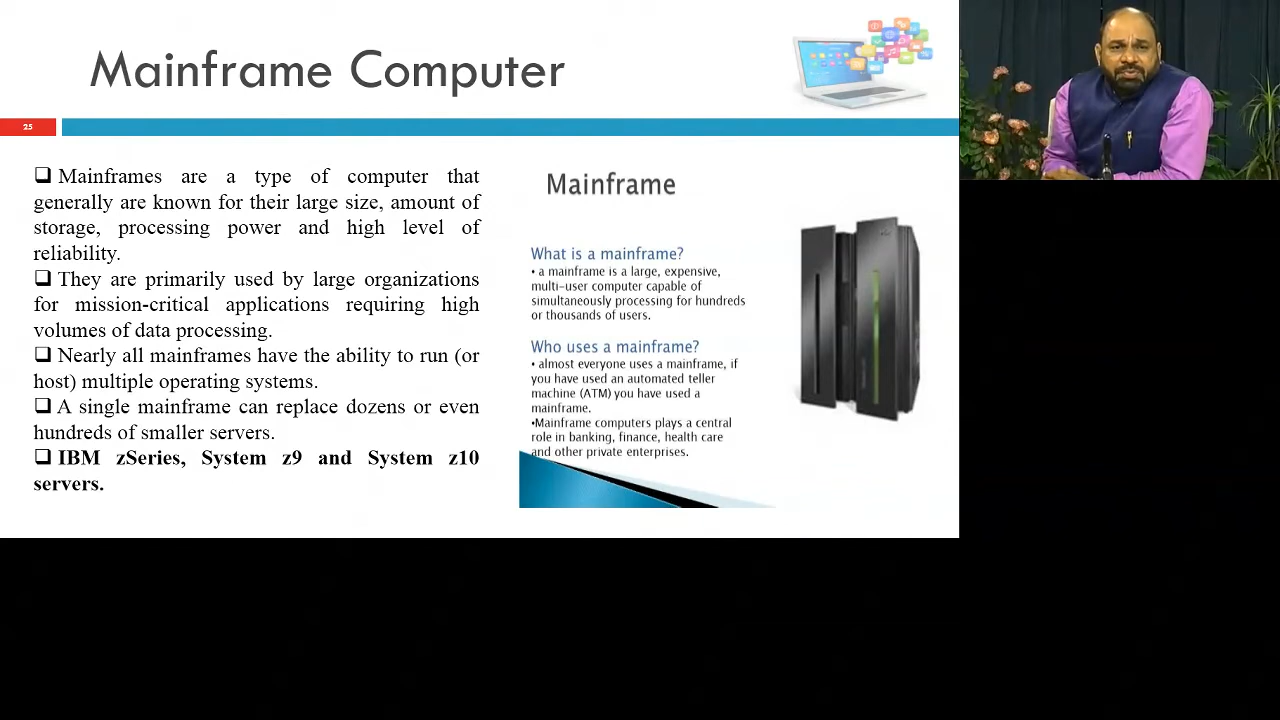 Mainframe Computer
25
❑ Mainframes are a type of computer that
generally are known for their large size, amount of
storage, processing power and high level of
reliability.
❑ They are primarily used by large organizations
for mission-critical applications requiring high
volumes of data processing.
❑ Nearly all mainframes have the ability to run (or
host) multiple operating systems.
❑ A single mainframe can replace dozens or even
hundreds of smaller servers.
❑ IBM zSeries, System z9 and System z10
servers.
Mainframe
What is a mainframe?
• a mainframe is a large, expensive,
multi-user computer capable of
simultaneously processing for hundreds
or thousands of users.
Who uses a mainframe?
• almost everyone uses a mainframe, if
you have used an automated teller
machine (ATM) you have used a
mainframe.
•Mainframe computers plays a central
role in banking, finance, health care
and other private enterprises.